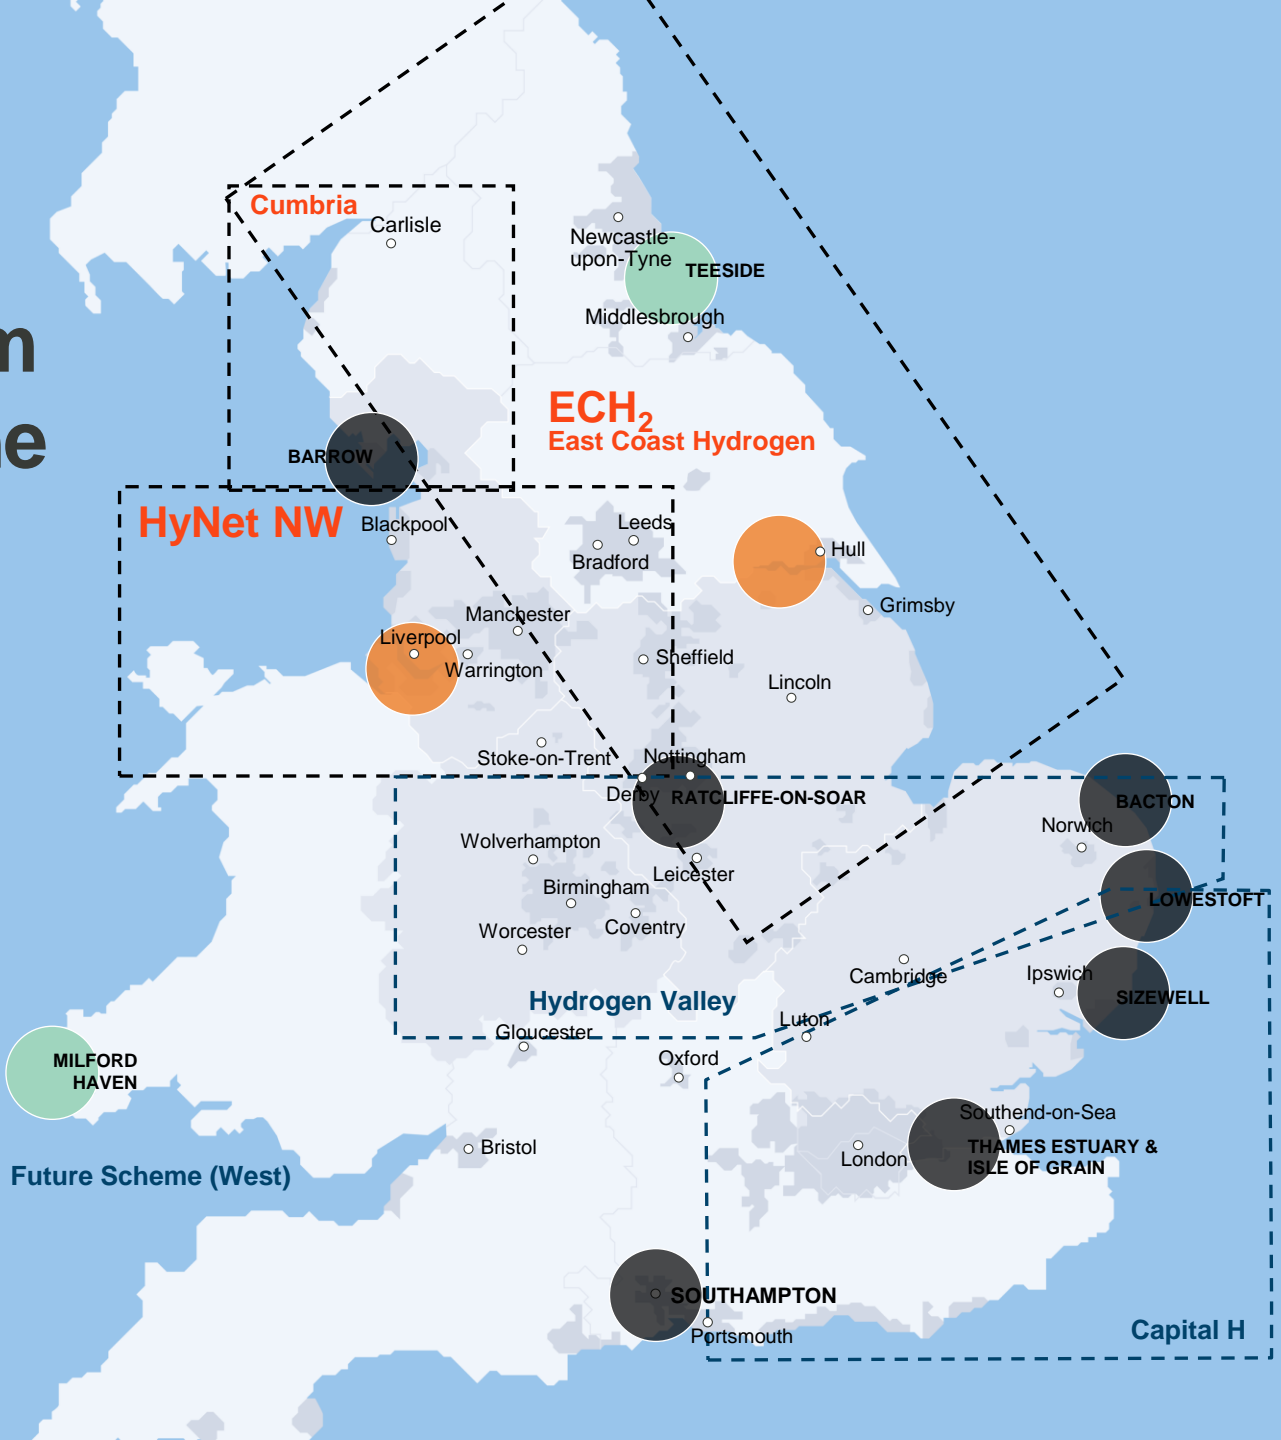 Cumbria
Carlisle
Newcastle-
upon-Tyne
TEESIDE
Middlesbrough
ECH2
East Coast Hydrogen
BARROW
HyNet NW
Blackpool
Leeds
Bradford
Hull
Grimsby
Manchester
Liverpool
Warrington
Sheffield
Lincoln
Stoke-on-Trent
Nottingham
Derby
RATCLIFFE-ON-SOAR
BACTON
Norwich
Wolverhampton
Leicester
Birmingham
LOWESTOFT
Coventry
Worcester
Cambridge
Ipswich
SIZEWELL
Hydrogen Valley
Luton
Gloucester
Oxford
MILFORD
HAVEN
Southend-on-Sea
Bristol
London
THAMES ESTUARY &
ISLE OF GRAIN
Future Scheme (West)
SOUTHAMPTON
Portsmouth
Capital H